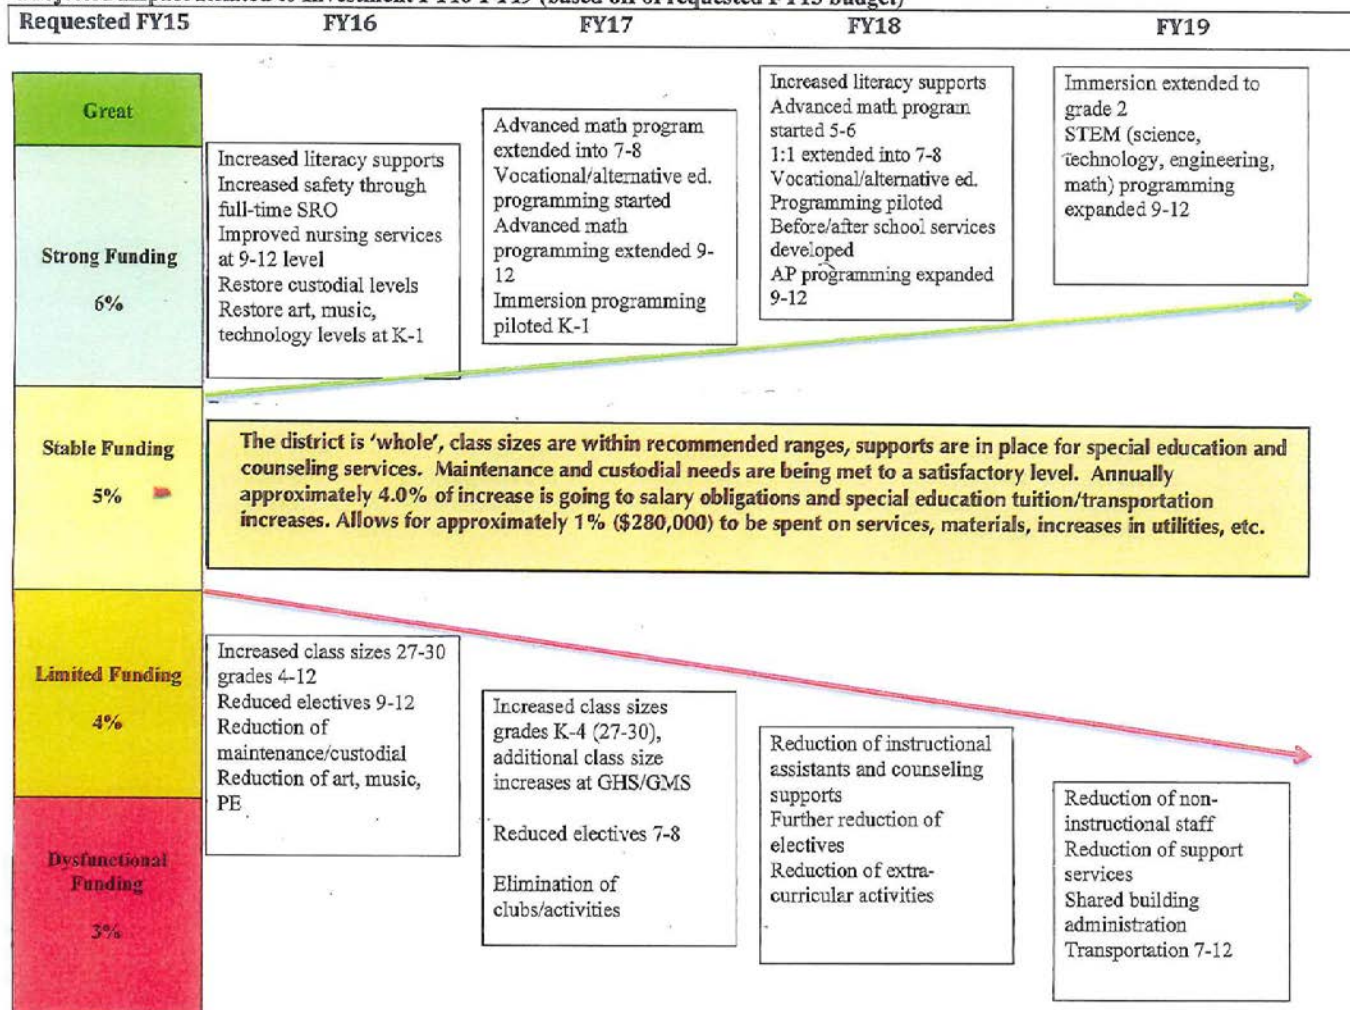 Impact Related to Investment FY16-FY19 (based off of requested FY15 budget)
Requested FY15 FY16 FY17 FY18 FY19
Great
Strong Funding
6%
Stable Funding
5%
Limited Funding
4%
Dysfunctional
Funding
3%
Increased literacy supports
Increased safety through
full-time SRO
Improved nursing services
at 9-12 level
Restore custodial levels
Restore art, music,
technology levels at K-1
Advanced math program
extended into 7-8
Vocational/alternative ed.
programming started
Advanced math
programming extended 9-
12
Immersion programming
piloted K-1
Increased literacy supports
Advanced math program
started 5-6
1:1 extended into 7-8
Vocational/alternative ed.
Programming piloted
Before/after school services
developed
AP programming expanded
9-12
Immersion extended to
grade 2
STEM (science,
technology, engineering,
math) programming
expanded 9-12
The district is 'whole', class sizes are within recommended ranges, supports are in place for special education and
counseling services. Maintenance and custodial needs are being met to a satisfactory level. Annually
approximately 4.0% of increase is going to salary obligations and special education tuition/transportation
increases. Allows for approximately 1% ($280,000) to be spent on services, materials, increases in utilities, etc.
Increased class sizes 27-30
grades 4-12
Reduced electives 9-12
Reduction of
maintenance/custodial
Reduction of art, music,
PE
Increased class sizes
grades K-4 (27-30),
additional class size
increases at GHS/GMS
Reduced electives 7-8
Elimination of
clubs/activities
Reduction of instructional
assistants and counseling
supports
Further reduction of
electives
Reduction of extra-
curricular activities
Reduction of non-
instructional staff
Reduction of support
services
Shared building
administration
Transportation 7-12